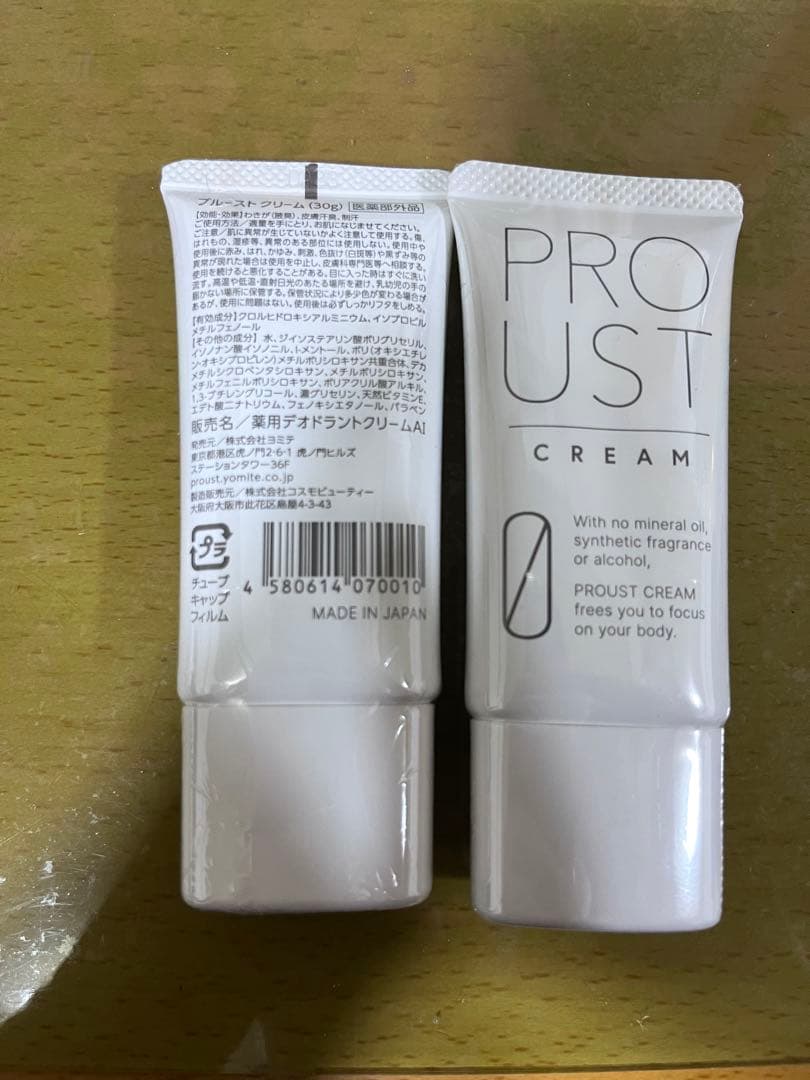 プルースト クリーム (30g) 医薬部外品
【効能・効果】わきが(腋臭)、皮膚汗臭、制汗
ご使用方法/適量を手にとり、お肌になじませてください。
ご注意/肌に異常が生じていないかよく注意して使用する。傷、
はれもの、湿疹等、異常のある部位には使用しない。使用中や
使用後に赤み、はれ、かゆみ、刺激、色抜け(白斑等)や黒ずみ等の
異常が現れた場合は使用を中止し、皮膚科専門医等へ相談する。
使用を続けると悪化することがある。目に入った時はすぐに洗い
流す。高温や低温・直射日光のあたる場所を避け、乳幼児の手の
届かない場所に保管する。保管状況により多少色が変わる場合が
あるが、使用に問題はない。使用後は必ずしっかりフタをしめる。
【有効成分】クロルヒドロキシアルミニウム、イソプロピル
メチルフェノール
【その他の成分】水、ジイソステアリン酸ポリグリセリル、
イソノナン酸イソノニル、l-メントール、ポリ(オキシエチレ
ン・オキシプロピレン)メチルポリシロキサン共重合体、デカ
メチルシクロペンタシロキサン、メチルポリシロキサン、
メチルフェニルポリシロキサン、ポリアクリル酸アルキル、
1,3-ブチレングリコール、濃グリセリン、天然ビタミンE、
エデト酸二ナトリウム、フェノキシエタノール、パラベン
販売名/薬用デオドラントクリームAI
発売元/株式会社ヨミテ
東京都港区虎ノ門2-6-1 虎ノ門ヒルズ
ステーションタワー36F
proust.yomite.co.jp
製造販売元/株式会社コスモビューティー
大阪府大阪市此花区島屋4-3-43
プラ
チューブ
キャップ
フィルム
4 580614 070010
MADE IN JAPAN
PRO
UST
CREAM
0
With no mineral oil,
synthetic fragrance
or alcohol,
PROUST CREAM
frees you to focus
on your body.